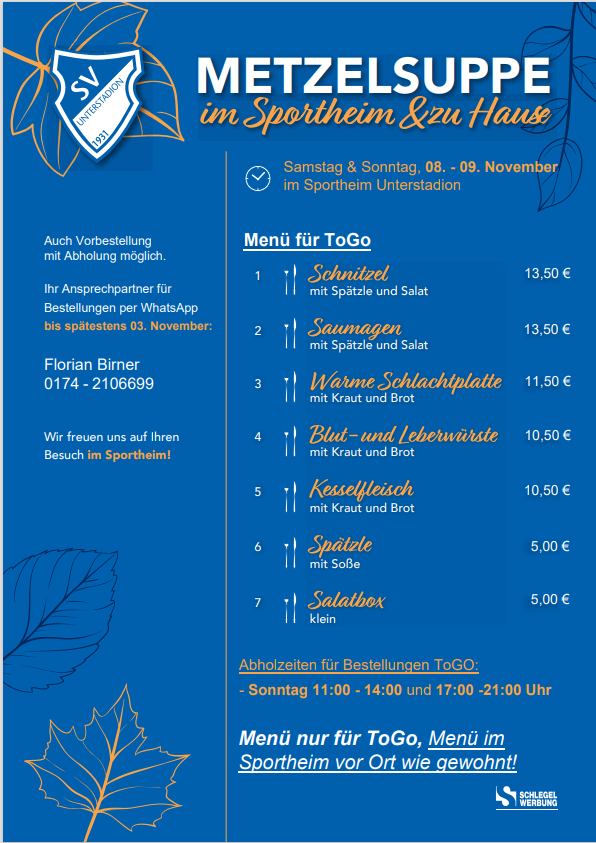 SV
UNTERSTADION
1931
METZELSUPPE
im Sportheim & zu Hause
Samstag & Sonntag, 08. - 09. November
im Sportheim Unterstadion
Auch Vorbestellung
mit Abholung möglich.
Ihr Ansprechpartner für
Bestellungen per WhatsApp
bis spätestens 03. November:
Florian Birner
0174 - 2106699
Wir freuen uns auf Ihren
Besuch im Sportheim!
Menü für ToGo
1 Schnitzel 13,50 €
mit Spätzle und Salat
2 Saumagen 13,50 €
mit Spätzle und Salat
3 Warme Schlachtplatte 11,50 €
mit Kraut und Brot
4 Blut- und Leberwürste 10,50 €
mit Kraut und Brot
5 Kesselfleisch 10,50 €
mit Kraut und Brot
6 Spätzle 5,00 €
mit Soße
7 Salatbox 5,00 €
klein
Abholzeiten für Bestellungen ToGO:
- Sonntag 11:00 - 14:00 und 17:00 -21:00 Uhr
Menü nur für ToGo, Menü im
Sportheim vor Ort wie gewohnt!
SCHLEGEL
WERBUNG